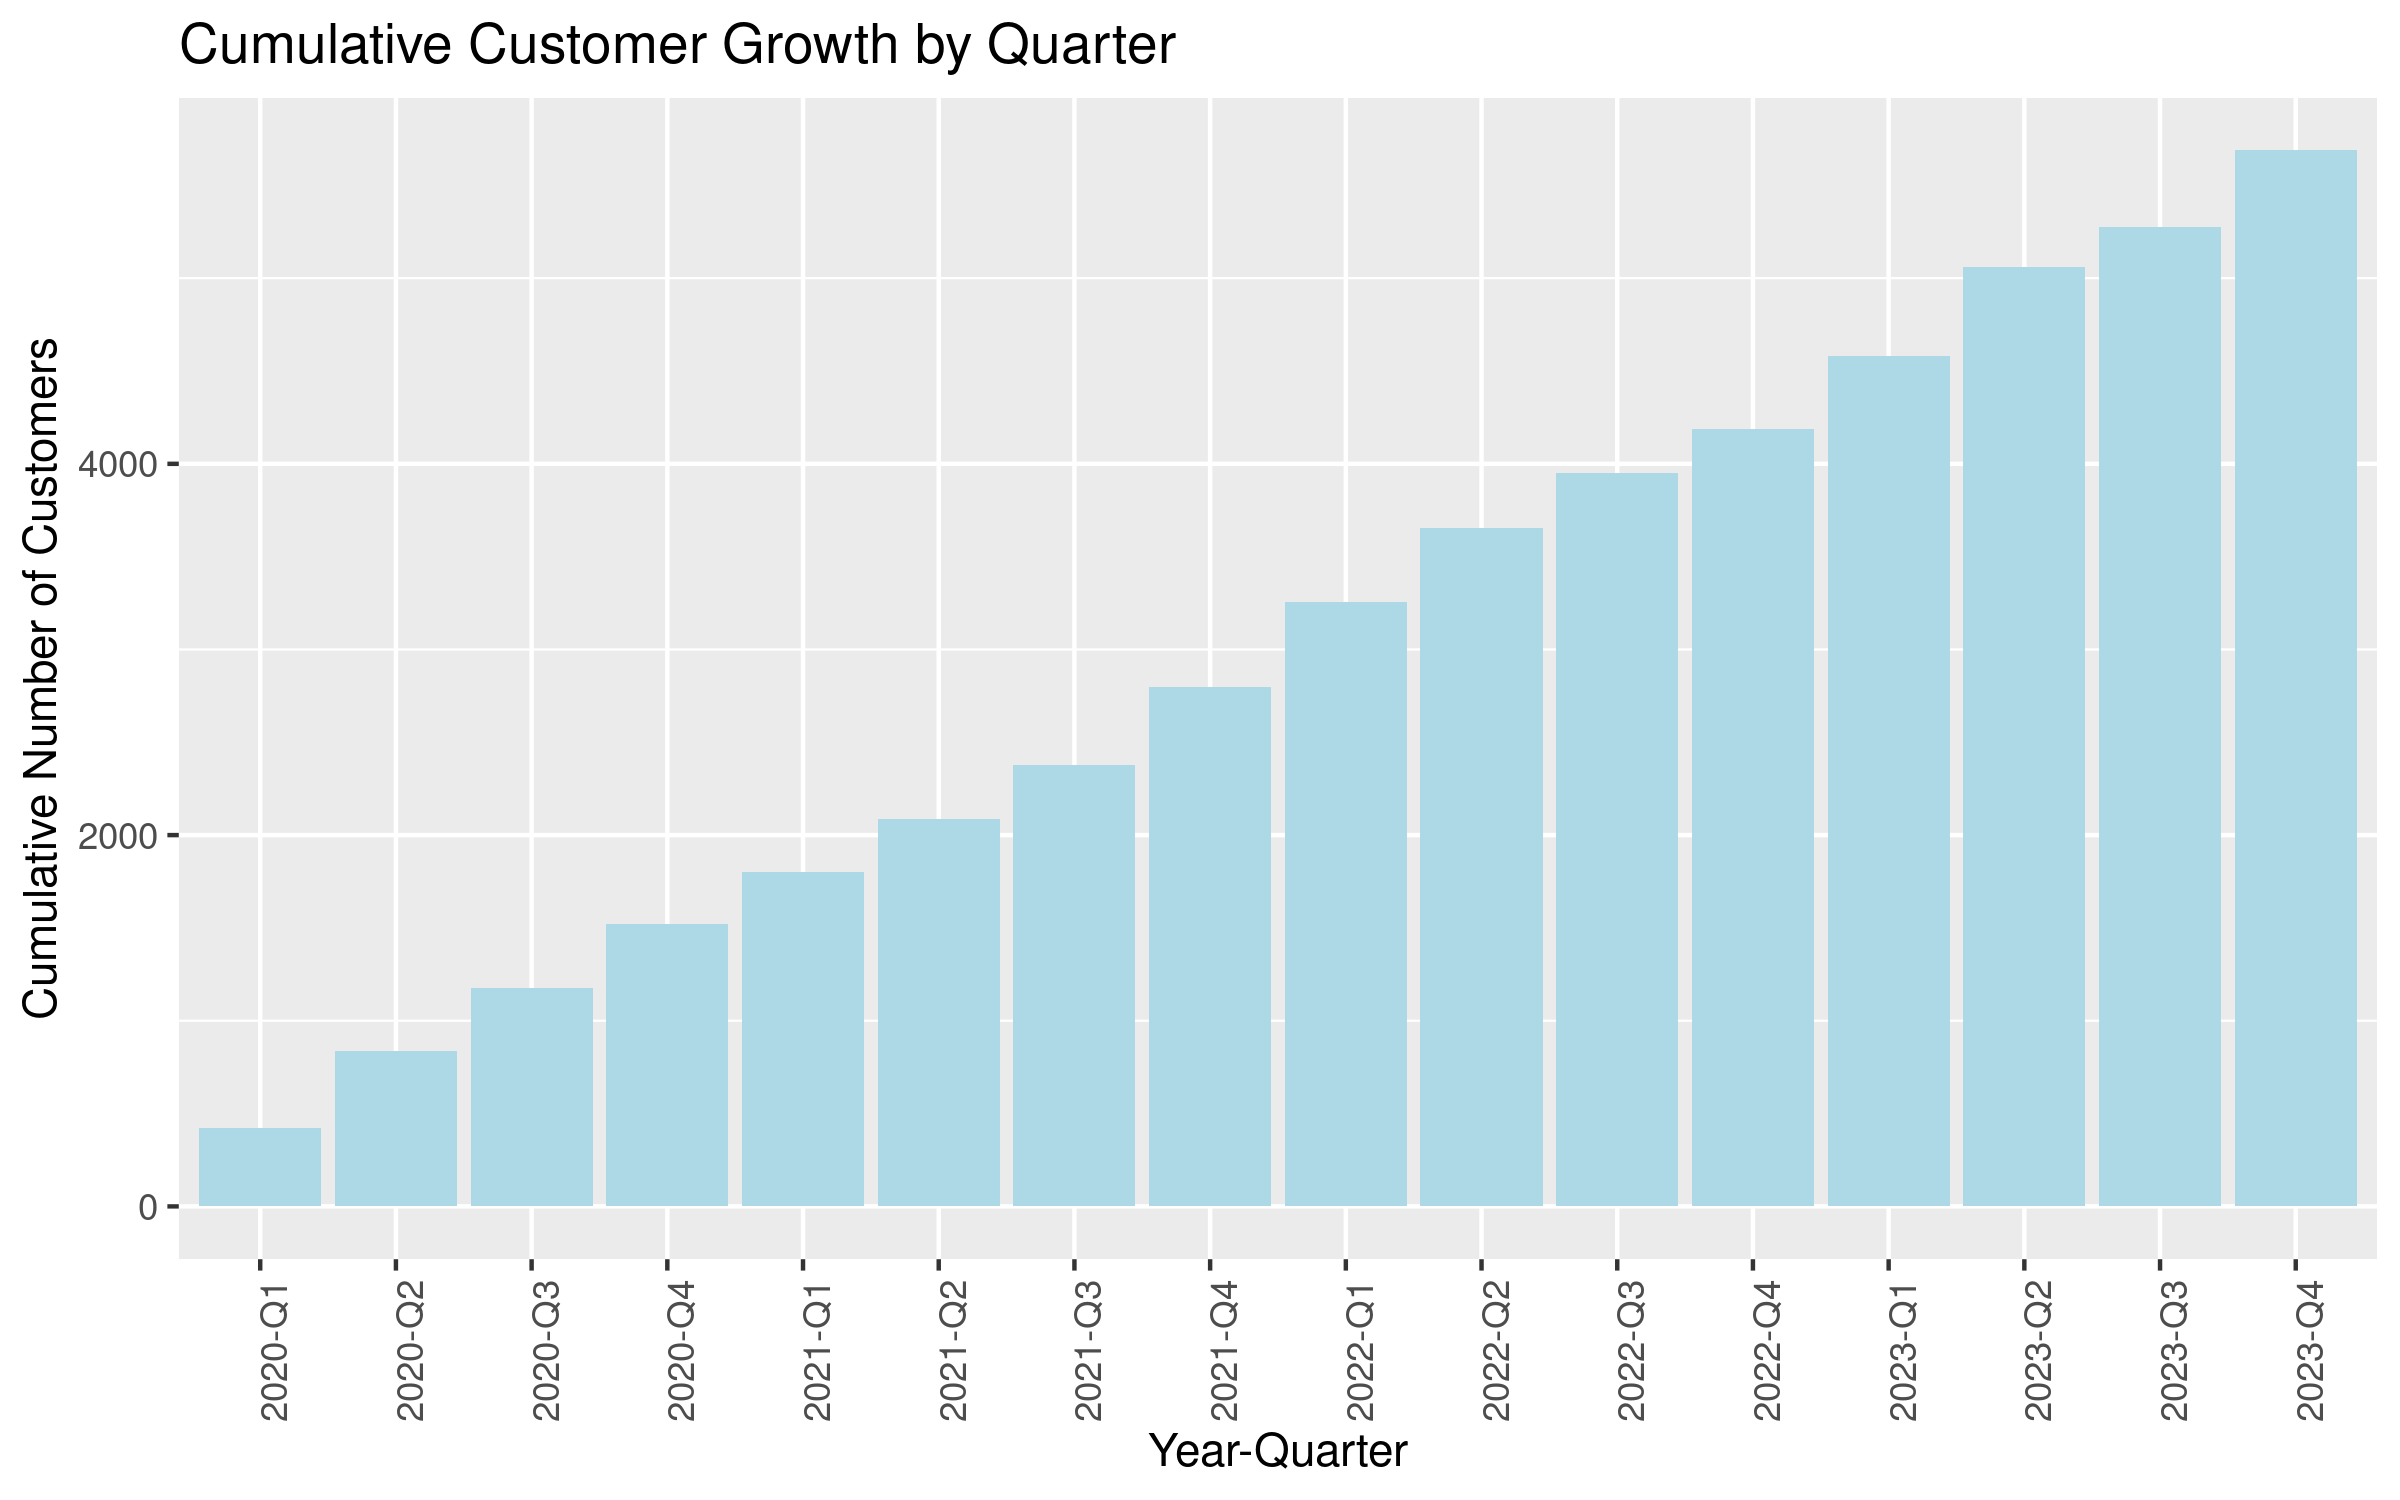 Cumulative Customer Growth by Quarter
Cumulative Number of Customers
4000
2000
0
2020-Q1
2020-Q2
2020-Q3
2020-Q4
2021-Q1
2021-Q2
2021-Q3
2021-Q4
2022-Q1
2022-Q2
2022-Q3
2022-Q4
2023-Q1
2023-Q2
2023-Q3
2023-Q4
Year-Quarter